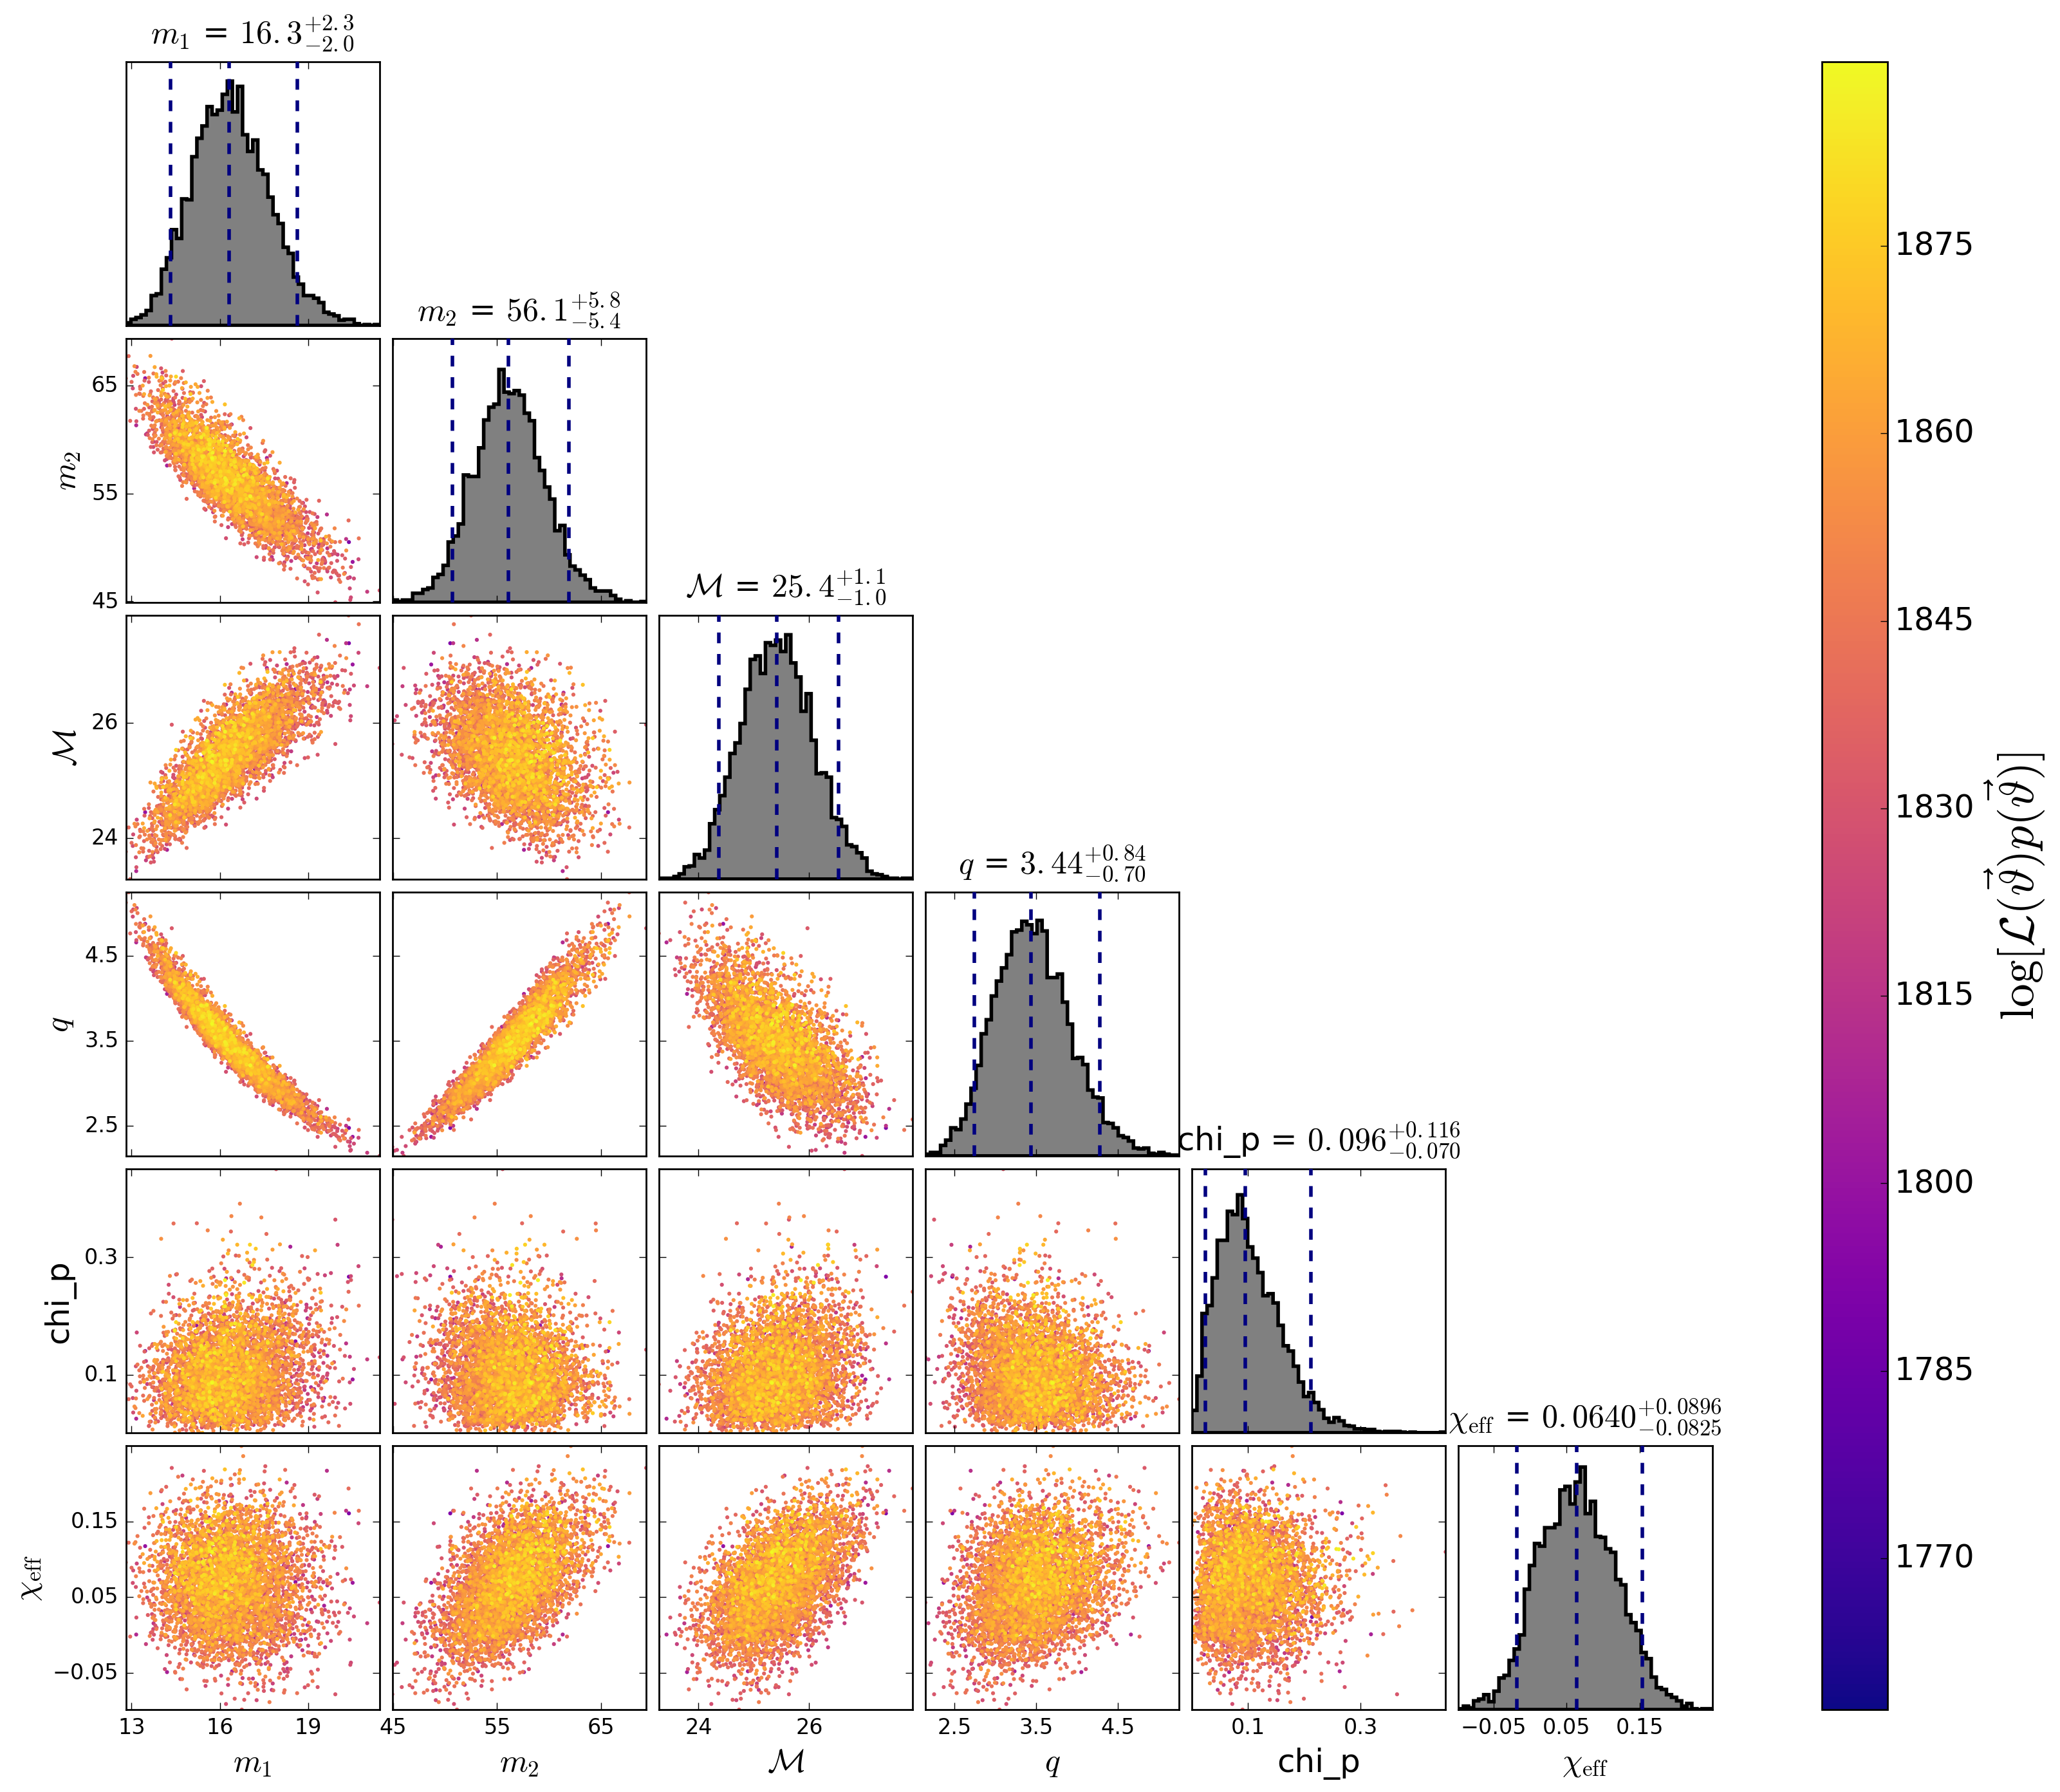 m₁ = 16.3 +2.3 −2.0
m₂ = 56.1 +5.8 −5.4
ℳ = 25.4 +1.1 −1.0
q = 3.44 +0.84 −0.70
chi_p = 0.096 +0.116 −0.070
χeff = 0.0640 +0.0896 −0.0825
m₂
65
55
45
ℳ
26
24
q
4.5
3.5
2.5
chi_p
0.3
0.1
χeff
0.15
0.05
−0.05
13 16 19
45 55 65
24 26
2.5 3.5 4.5
0.1 0.3
−0.05 0.05 0.15
m₁
m₂
ℳ
q
chi_p
χeff
1875
1860
1845
1830
1815
1800
1785
1770
log[ℒ(ϑ⃗)p(ϑ⃗)]